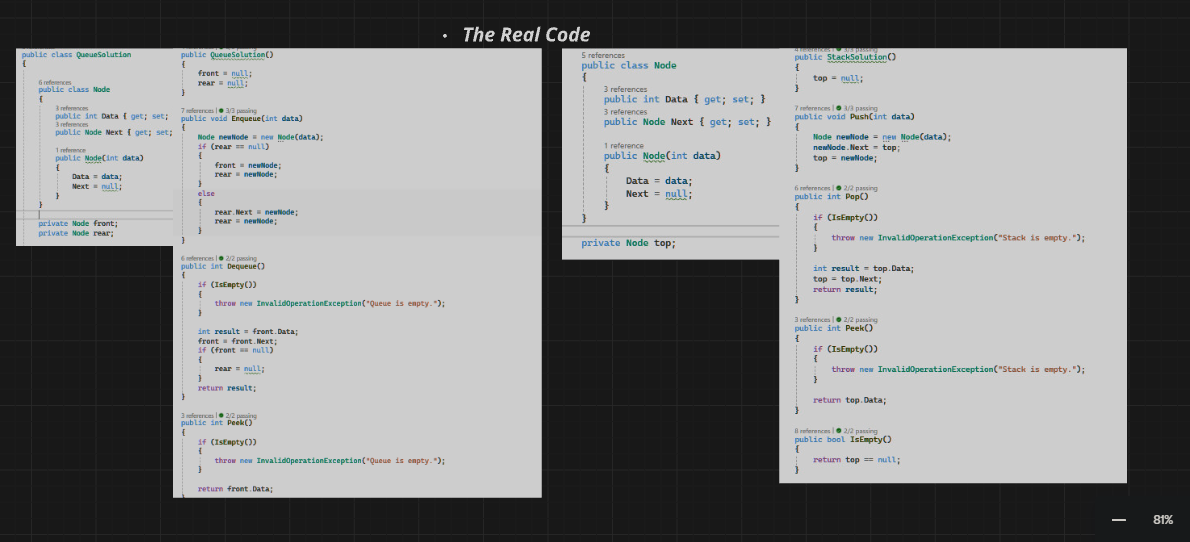 • The Real Code
public class QueueSolution
{
6 references
public class Node
{
3 references
public int Data { get; set;
3 references
public Node Next { get; set;
1 reference
public Node(int data)
{
Data = data;
Next = null;
}
}
private Node front;
private Node rear;
public QueueSolution()
{
front = null;
rear = null;
}
7 references | 3/3 passing
public void Enqueue(int data)
{
Node newNode = new Node(data);
if (rear == null)
{
front = newNode;
rear = newNode;
}
else
{
rear.Next = newNode;
rear = newNode;
}
}
6 references | 2/2 passing
public int Dequeue()
{
if (IsEmpty())
{
throw new InvalidOperationException("Queue is empty.");
}
int result = front.Data;
front = front.Next;
if (front == null)
{
rear = null;
}
return result;
}
3 references | 2/2 passing
public int Peek()
{
if (IsEmpty())
{
throw new InvalidOperationException("Queue is empty.");
}
return front.Data;
5 references
public class Node
{
3 references
public int Data { get; set; }
3 references
public Node Next { get; set; }
1 reference
public Node(int data)
{
Data = data;
Next = null;
}
}
private Node top;
4 references | 3/3 passing
public StackSolution()
{
top = null;
}
7 references | 3/3 passing
public void Push(int data)
{
Node newNode = new Node(data);
newNode.Next = top;
top = newNode;
}
6 references | 2/2 passing
public int Pop()
{
if (IsEmpty())
{
throw new InvalidOperationException("Stack is empty.");
}
int result = top.Data;
top = top.Next;
return result;
}
3 references | 2/2 passing
public int Peek()
{
if (IsEmpty())
{
throw new InvalidOperationException("Stack is empty.");
}
return top.Data;
}
8 references | 2/2 passing
public bool IsEmpty()
{
return top == null;
}
— 81%